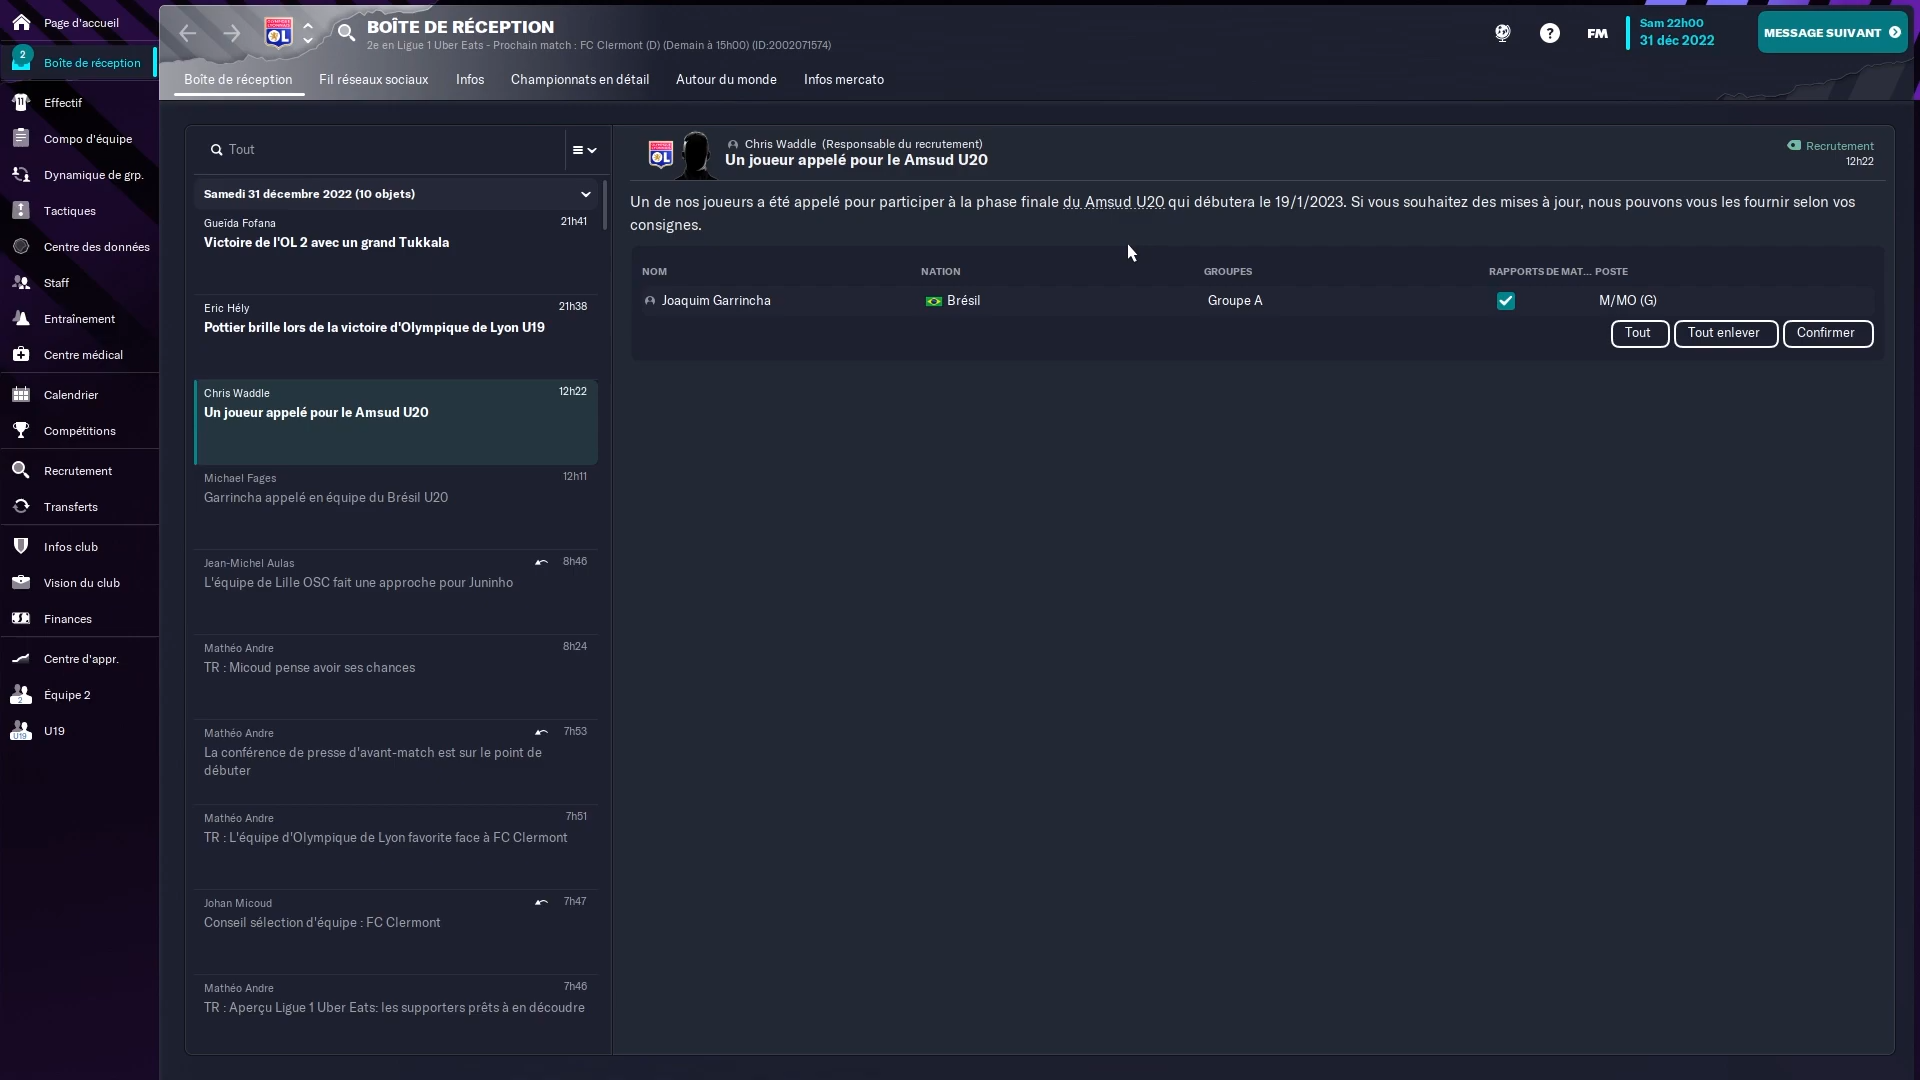 Page d'accueil
2
Boîte de réception
Effectif
Compo d'équipe
Dynamique de grp.
Tactiques
Centre des données
Staff
Entraînement
Centre médical
Calendrier
Compétitions
Recrutement
Transferts
Infos club
Vision du club
Finances
Centre d'appr.
Équipe 2
U19
BOÎTE DE RÉCEPTION
2e en Ligue 1 Uber Eats - Prochain match : FC Clermont (D) (Demain à 15h00) (ID:2002071574)
FM
Sam 22h00
31 déc 2022
MESSAGE SUIVANT
Boîte de réception Fil réseaux sociaux Infos Championnats en détail Autour du monde Infos mercato
Tout
Samedi 31 décembre 2022 (10 objets)
Gueïda Fofana 21h41
Victoire de l'OL 2 avec un grand Tukkala
Eric Hély 21h38
Pottier brille lors de la victoire d'Olympique de Lyon U19
Chris Waddle 12h22
Un joueur appelé pour le Amsud U20
Michael Fages 12h11
Garrincha appelé en équipe du Brésil U20
Jean-Michel Aulas 8h46
L'équipe de Lille OSC fait une approche pour Juninho
Mathéo Andre 8h24
TR : Micoud pense avoir ses chances
Mathéo Andre 7h53
La conférence de presse d'avant-match est sur le point de
débuter
Mathéo Andre 7h51
TR : L'équipe d'Olympique de Lyon favorite face à FC Clermont
Johan Micoud 7h47
Conseil sélection d'équipe : FC Clermont
Mathéo Andre 7h46
TR : Aperçu Ligue 1 Uber Eats: les supporters prêts à en découdre
Chris Waddle (Responsable du recrutement)
Un joueur appelé pour le Amsud U20
Recrutement
12h22
Un de nos joueurs a été appelé pour participer à la phase finale du Amsud U20 qui débutera le 19/1/2023. Si vous souhaitez des mises à jour, nous pouvons vous les fournir selon vos
consignes.
NOM NATION GROUPES RAPPORTS DE MAT... POSTE
Joaquim Garrincha Brésil Groupe A M/MO (G)
Tout Tout enlever Confirmer